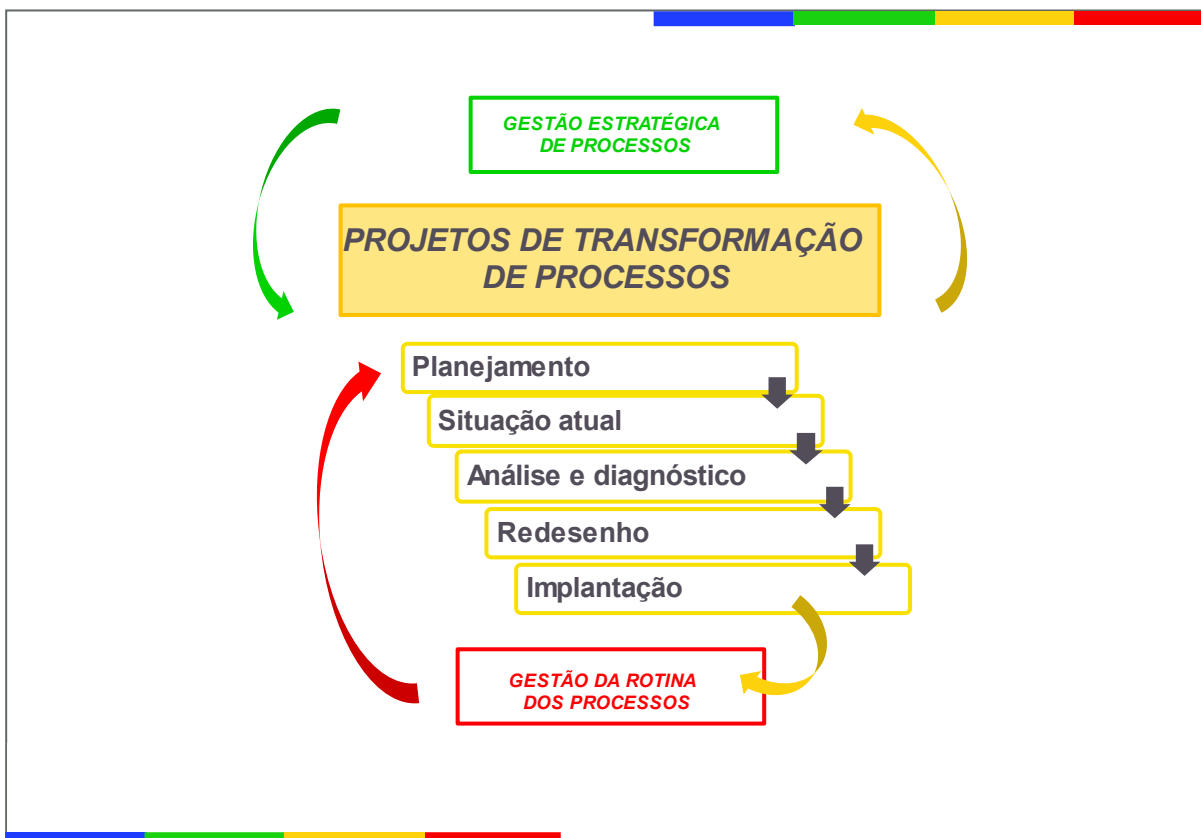 GESTÃO ESTRATÉGICA
DE PROCESSOS
PROJETOS DE TRANSFORMAÇÃO
DE PROCESSOS
Planejamento
Situação atual
Análise e diagnóstico
Redesenho
Implantação
GESTÃO DA ROTINA
DOS PROCESSOS